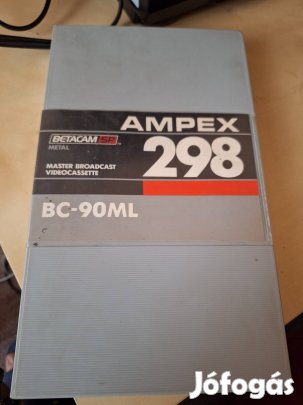 AMPEX
BETACAM SP
METAL
298
MASTER BROADCAST
VIDEOCASSETTE
BC-90ML
Jófogás